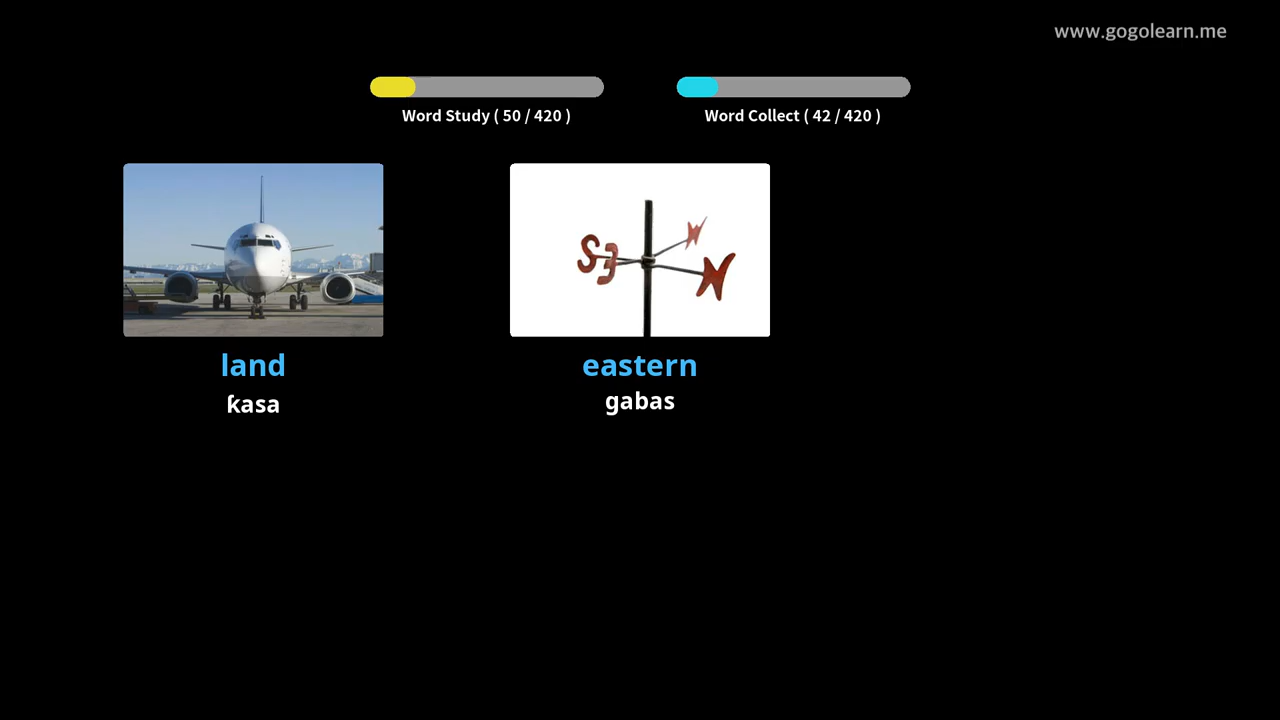 www.gogolearn.me
Word Study ( 50 / 420 )
Word Collect ( 42 / 420 )
land
ƙasa
eastern
gabas